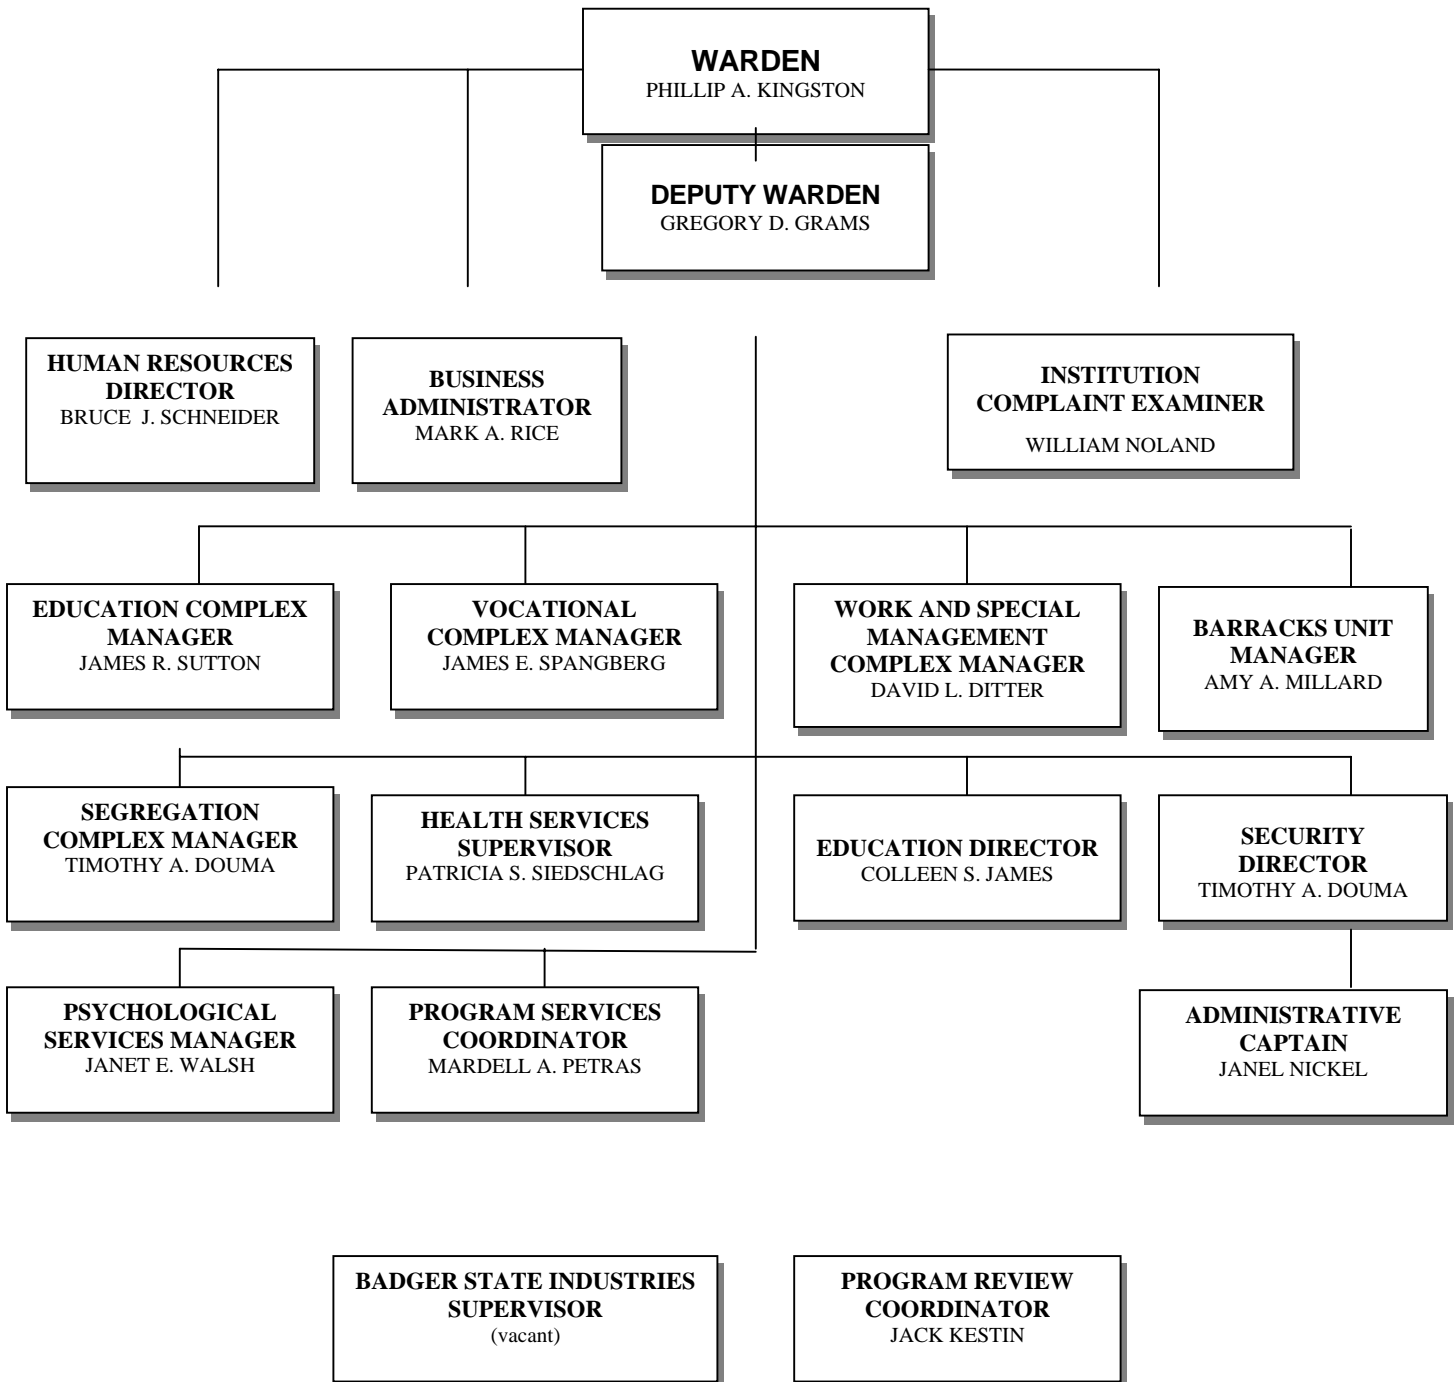 WARDEN
PHILLIP A. KINGSTON
DEPUTY WARDEN
GREGORY D. GRAMS
HUMAN RESOURCES
DIRECTOR
BRUCE J. SCHNEIDER
BUSINESS
ADMINISTRATOR
MARK A. RICE
INSTITUTION
COMPLAINT EXAMINER
WILLIAM NOLAND
EDUCATION COMPLEX
MANAGER
JAMES R. SUTTON
VOCATIONAL
COMPLEX MANAGER
JAMES E. SPANGBERG
WORK AND SPECIAL
MANAGEMENT
COMPLEX MANAGER
DAVID L. DITTER
BARRACKS UNIT
MANAGER
AMY A. MILLARD
SEGREGATION
COMPLEX MANAGER
TIMOTHY A. DOUMA
HEALTH SERVICES
SUPERVISOR
PATRICIA S. SIEDSCHLAG
EDUCATION DIRECTOR
COLLEEN S. JAMES
SECURITY
DIRECTOR
TIMOTHY A. DOUMA
PSYCHOLOGICAL
SERVICES MANAGER
JANET E. WALSH
PROGRAM SERVICES
COORDINATOR
MARDELL A. PETRAS
ADMINISTRATIVE
CAPTAIN
JANEL NICKEL
BADGER STATE INDUSTRIES
SUPERVISOR
(vacant)
PROGRAM REVIEW
COORDINATOR
JACK KESTIN